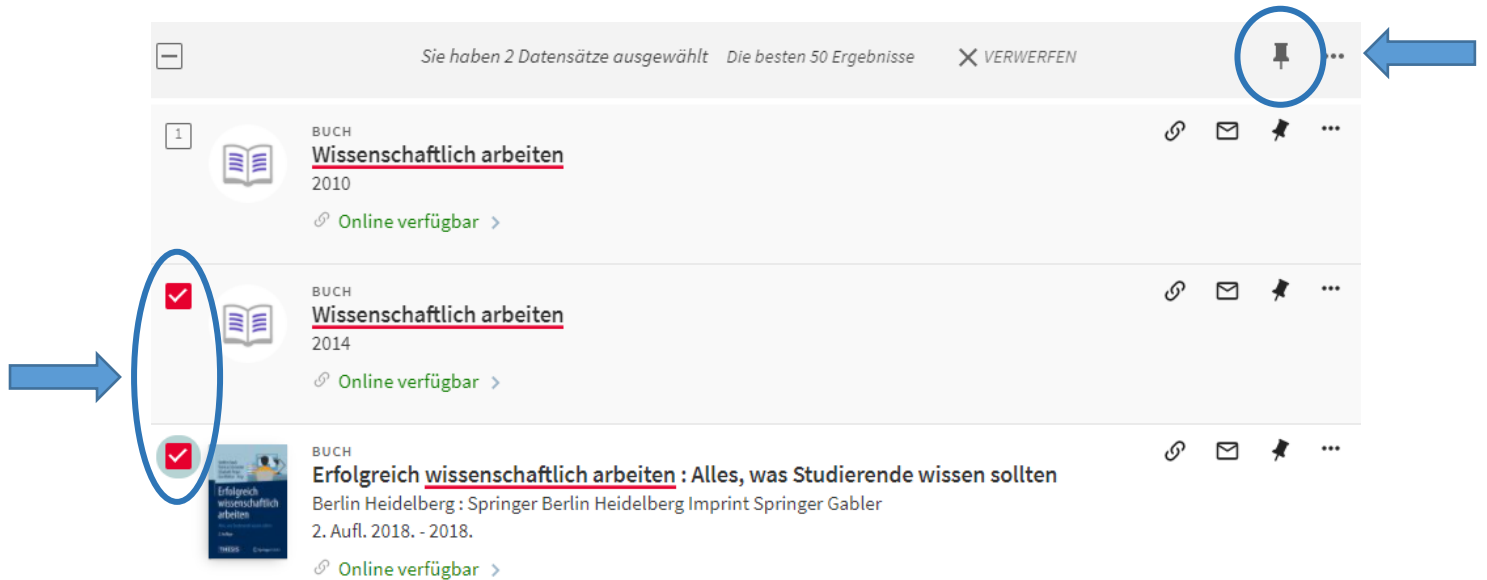 Sie haben 2 Datensätze ausgewählt Die besten 50 Ergebnisse VERWERFEN
1
BUCH
Wissenschaftlich arbeiten
2010
Online verfügbar
BUCH
Wissenschaftlich arbeiten
2014
Online verfügbar
BUCH
Erfolgreich wissenschaftlich arbeiten : Alles, was Studierende wissen sollten
Berlin Heidelberg : Springer Berlin Heidelberg Imprint Springer Gabler
2. Aufl. 2018. - 2018.
Online verfügbar
Erfolgreich
wissenschaftlich
arbeiten
THESIS